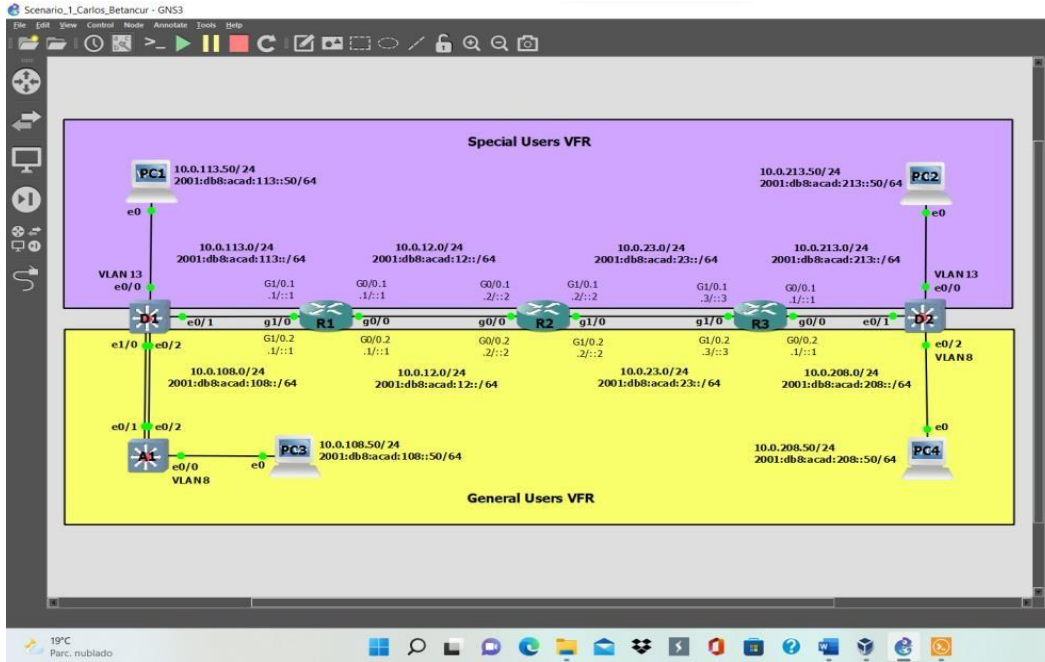 Scenario_1_Carlos_Betancur - GNS3
File Edit View Control Node Annotate Tools Help
Special Users VFR
PC1
10.0.113.50/24
2001:db8:acad:113::50/64
e0
10.0.213.50/24
2001:db8:acad:213::50/64
PC2
e0
10.0.113.0/24
2001:db8:acad:113::/64
10.0.12.0/24
2001:db8:acad:12::/64
10.0.23.0/24
2001:db8:acad:23::/64
10.0.213.0/24
2001:db8:acad:213::/64
VLAN 13
e0/0
G1/0.1
.1/::1
G0/0.1
.1/::1
G0/0.1
.2/::2
G1/0.1
.2/::2
G1/0.1
.3/::3
G0/0.1
.1/::1
VLAN 13
e0/0
D1
e0/1
g1/0
R1
g0/0
g0/0
R2
g1/0
g1/0
R3
g0/0
e0/1
D2
e1/0
e0/2
G1/0.2
.1/::1
G0/0.2
.1/::1
G0/0.2
.2/::2
G1/0.2
.2/::2
G1/0.2
.3/::3
G0/0.2
.1/::1
e0/2
VLAN 8
10.0.108.0/24
2001:db8:acad:108::/64
10.0.12.0/24
2001:db8:acad:12::/64
10.0.23.0/24
2001:db8:acad:23::/64
10.0.208.0/24
2001:db8:acad:208::/64
e0/1
e0/2
A1
e0/0
VLAN 8
e0
PC3
10.0.108.50/24
2001:db8:acad:108::50/64
10.0.208.50/24
2001:db8:acad:208::50/64
e0
PC4
General Users VFR
19°C
Parc. nublado